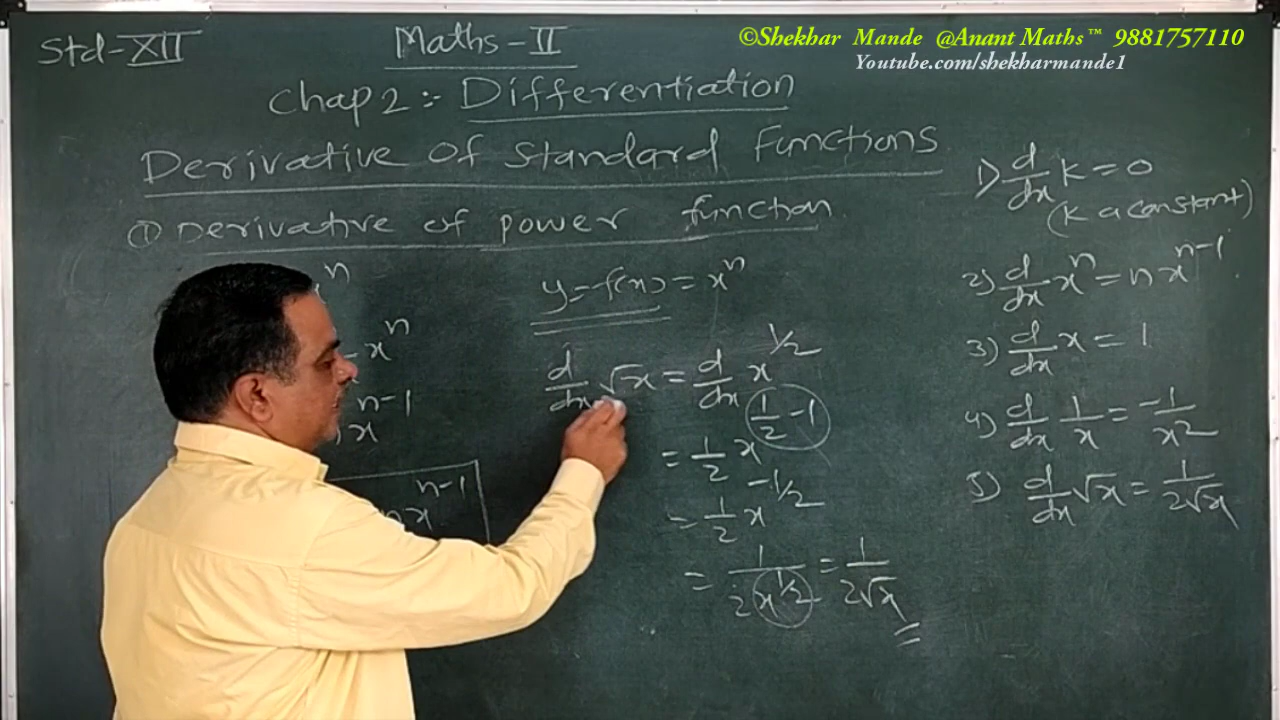 ©Shekhar Mande @Anant Maths™ 9881757110
Youtube.com/shekharmande1
Std-XII
Maths-II
Chap 2:- Differentiation
Derivative of Standard Functions
① Derivative of power function
n
- x^n
n-1
x
nx^{n-1}
y = f(x) = x^n
d/dx √x = d/dx x^{1/2}
= 1/2 x^{1/2 - 1}
= 1/2 x^{-1/2}
= 1/(2x^{1/2}) = 1/(2√x)
1) d/dx k = 0
(k a constant)
2) d/dx x^n = n x^{n-1}
3) d/dx x = 1
4) d/dx 1/x = -1/x²
5) d/dx √x = 1/(2√x)